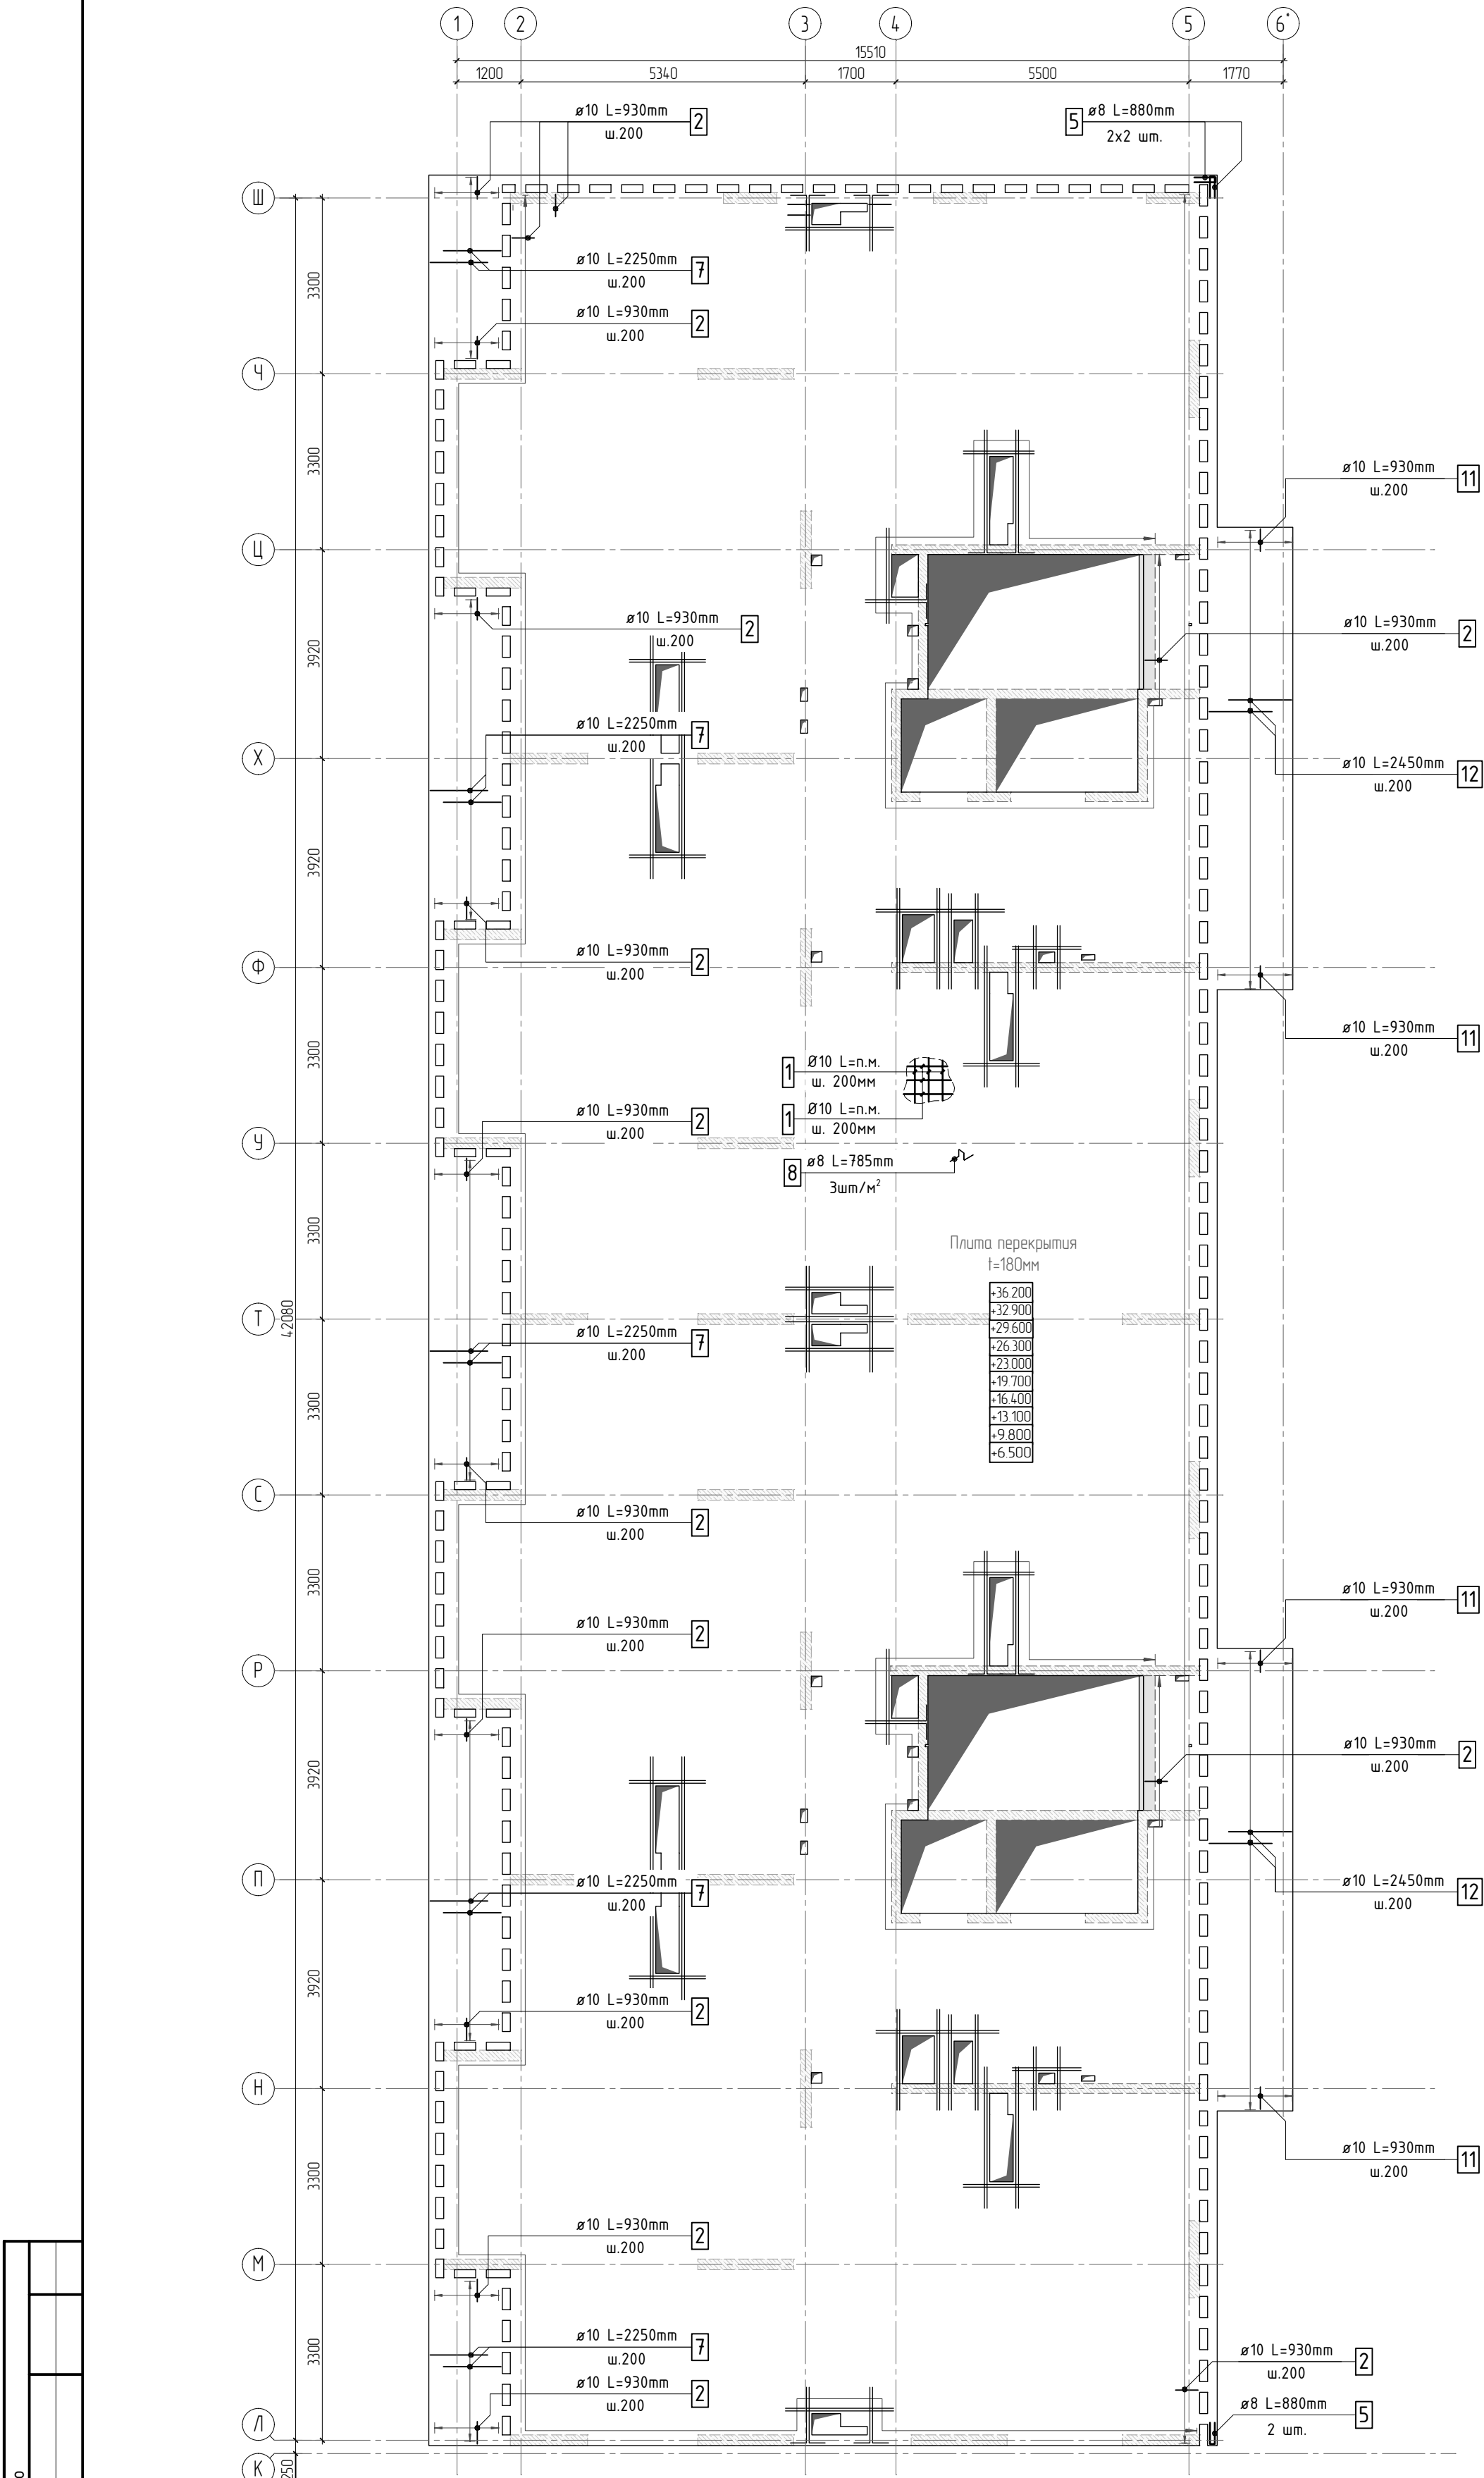 1 2 3 4 5 6*
15510
1200 5340 1700 5500 1770
ø10 L=930mm 2
ш.200
5 ø8 L=880mm
2x2 шт.
Ш
ø10 L=2250mm 7
ш.200
3300
ø10 L=930mm 2
ш.200
Ч
3300
ø10 L=930mm 11
ш.200
Ц
ø10 L=930mm 2
ш.200
ø10 L=930mm 2
ш.200
3920
ø10 L=2250mm 7
ш.200
Х
ø10 L=2450mm 12
ш.200
3920
ø10 L=930mm 2
ш.200
Ф
ø10 L=930mm 11
ш.200
3300
1 Ø10 L=п.м.
ш. 200мм
1 Ø10 L=п.м.
ш. 200мм
ø10 L=930mm 2
ш.200
У
8 ø8 L=785mm
3шт/м²
3300
Плита перекрытия
t=180мм
+36.200
+32.900
+29.600
+26.300
+23.000
+19.700
+16.400
+13.100
+9.800
+6.500
Т
42080
ø10 L=2250mm 7
ш.200
3300
С
ø10 L=930mm 2
ш.200
3300
ø10 L=930mm 11
ш.200
ø10 L=930mm 2
ш.200
Р
ø10 L=930mm 2
ш.200
3920
П
ø10 L=2250mm 7
ш.200
ø10 L=2450mm 12
ш.200
3920
ø10 L=930mm 2
ш.200
Н
ø10 L=930mm 11
ш.200
3300
ø10 L=930mm 2
ш.200
М
3300
ø10 L=2250mm 7
ш.200
ø10 L=930mm 2
ш.200
ø10 L=930mm 2
ш.200
ø8 L=880mm 5
2 шт.
Л
К
250